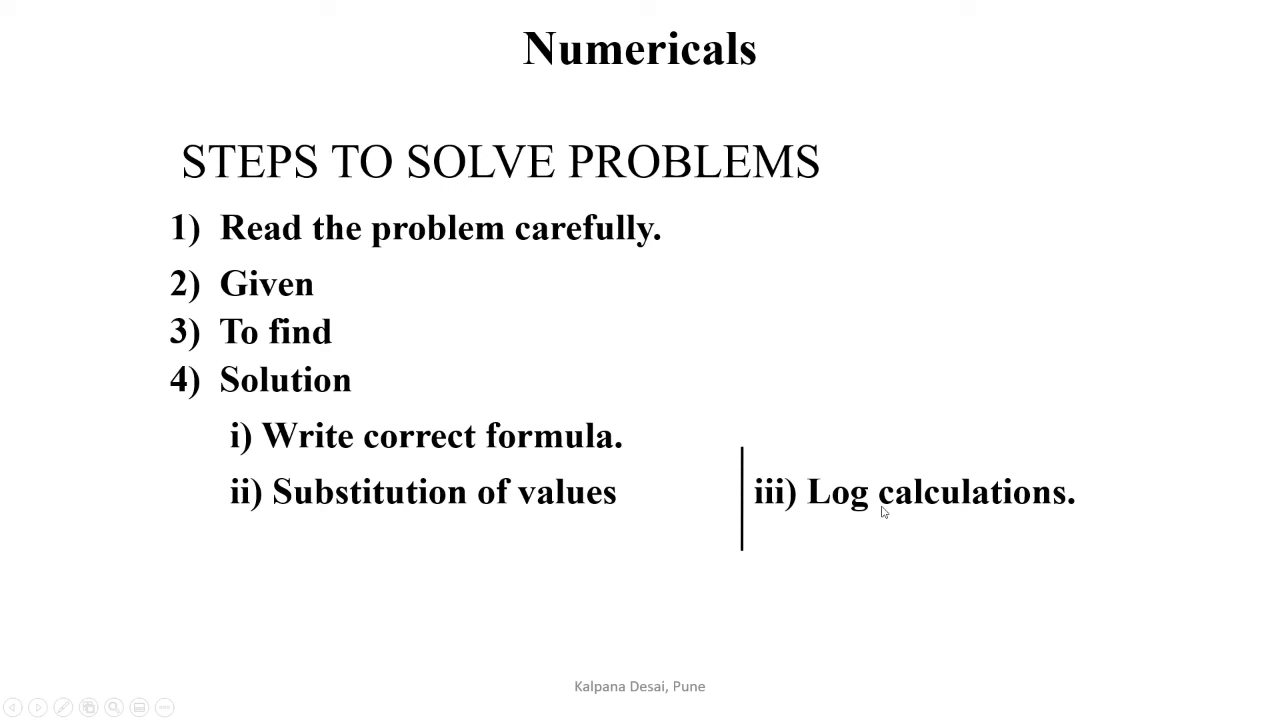 Numericals
STEPS TO SOLVE PROBLEMS
1) Read the problem carefully.
2) Given
3) To find
4) Solution
i) Write correct formula.
ii) Substitution of values
iii) Log calculations.
Kalpana Desai, Pune